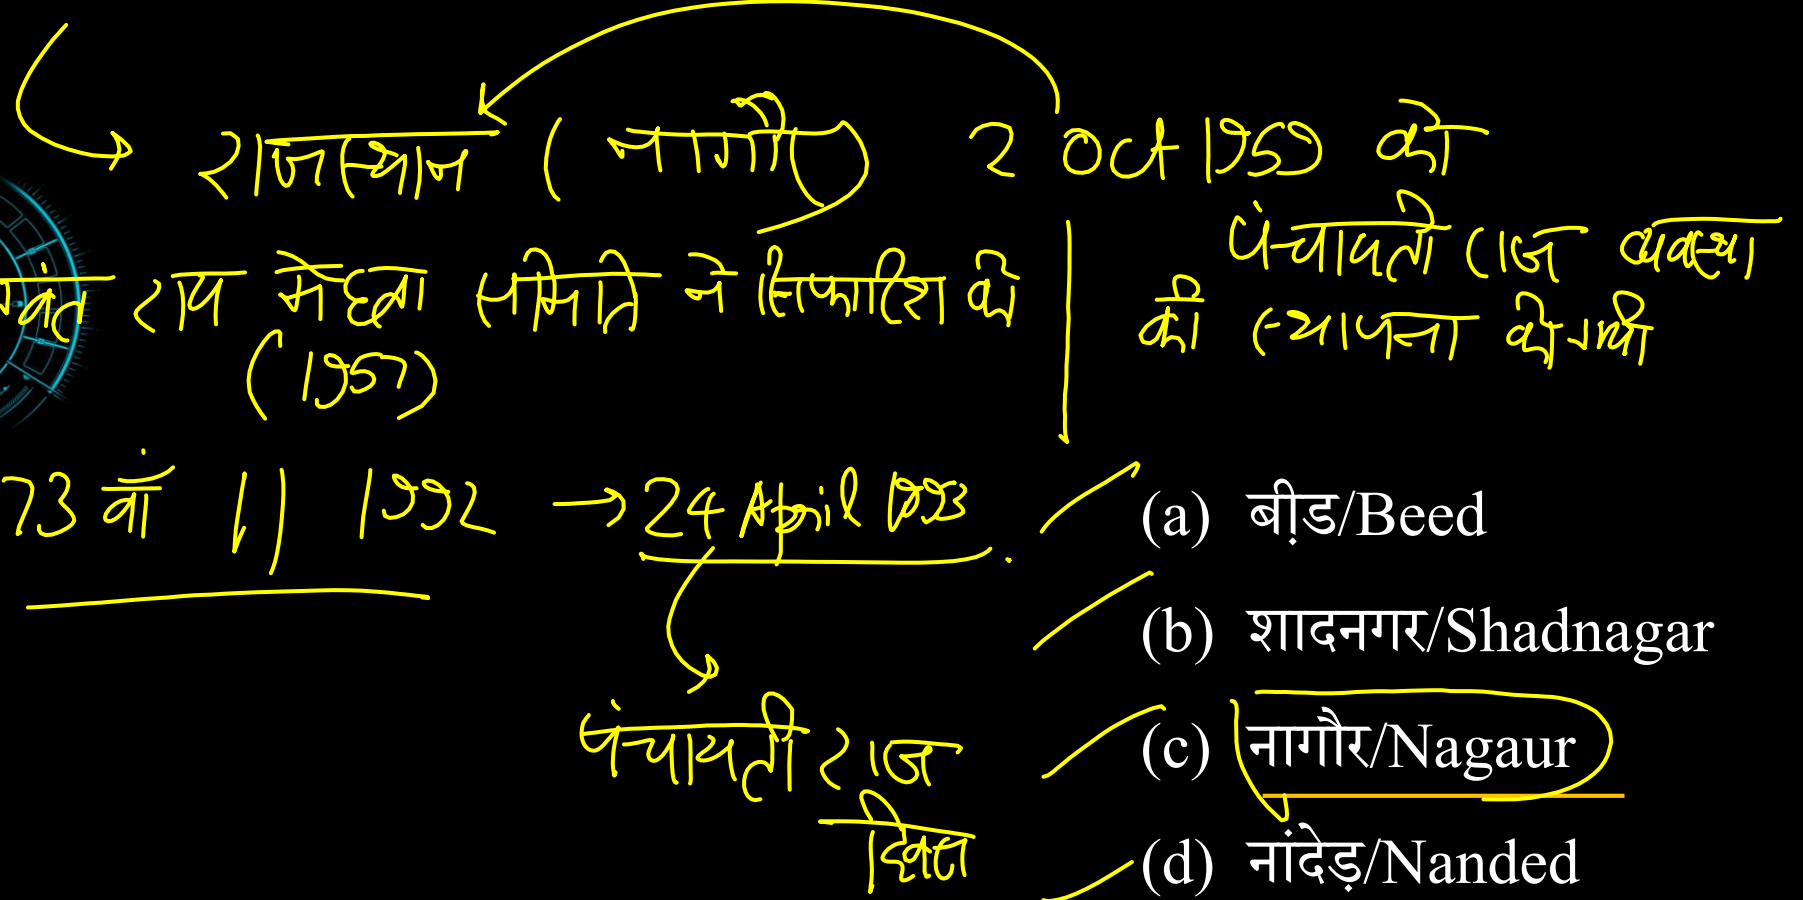 राजस्थान (नागौर) 2 Oct 1959 को
पंचायती राज व्यवस्था
की स्थापना की गयी
राय मेहता समिति ने सिफारिश की
(1957)
73 वां || 1992 → 24 April 1993
पंचायती राज
दिवस
(a) बीड़/Beed
(b) शादनगर/Shadnagar
(c) नागौर/Nagaur
(d) नांदेड़/Nanded